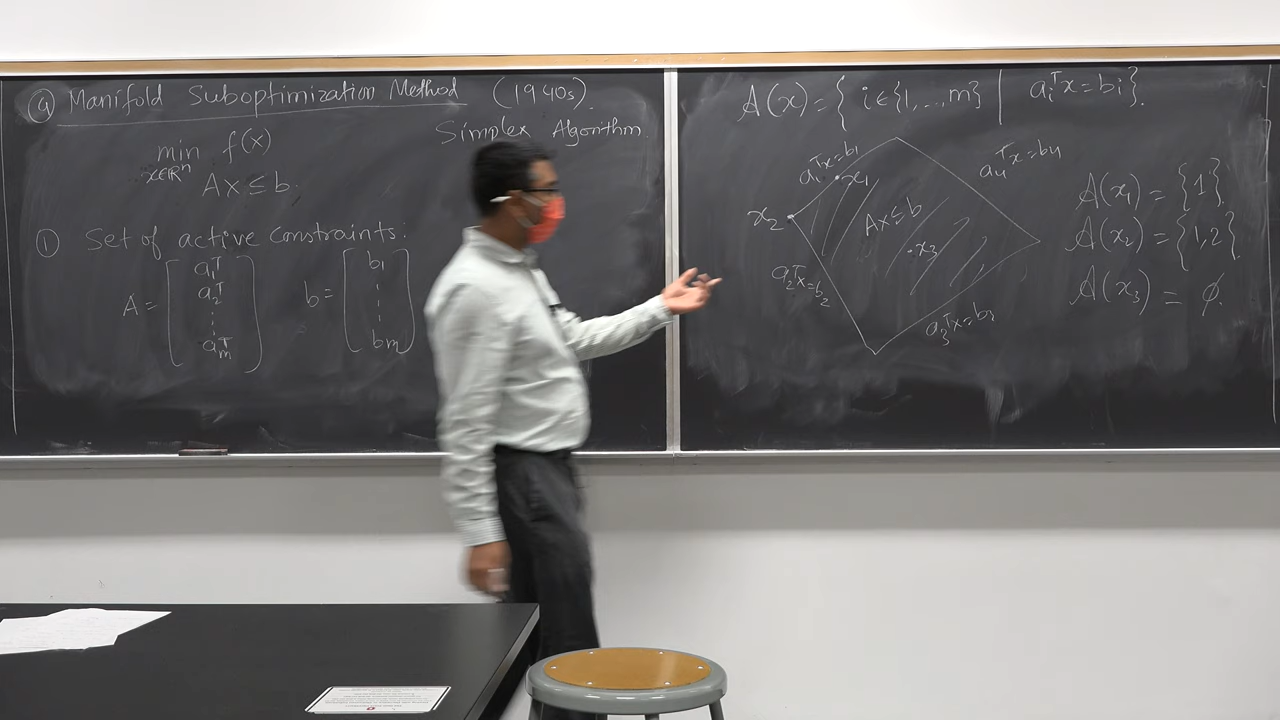 ④ Manifold Suboptimization Method (1940s).
Simplex Algorithm.
min f(x)
x∈ℝⁿ
Ax ≤ b.
① Set of active constraints:
A = [a₁ᵀ a₂ᵀ ⋮ aₘᵀ] b = [b₁ ⋮ bₘ]
A(x) = { i ∈ {1,...,m} | aᵢᵀx = bᵢ }.
a₁ᵀx = b₁
x₁
a₄ᵀx = b₄
x₂
Ax ≤ b
x₃
a₂ᵀx = b₂
a₃ᵀx = b₃
A(x₁) = {1}
A(x₂) = {1,2}.
A(x₃) = ∅.